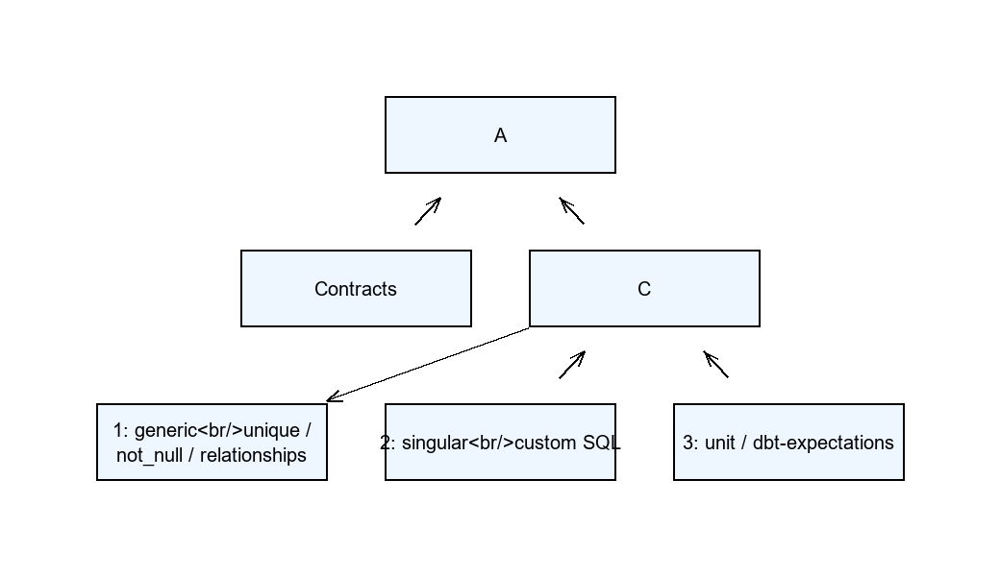 A
Contracts
C
1: generic<br/>unique /
not_null / relationships
2: singular<br/>custom SQL
3: unit / dbt-expectations